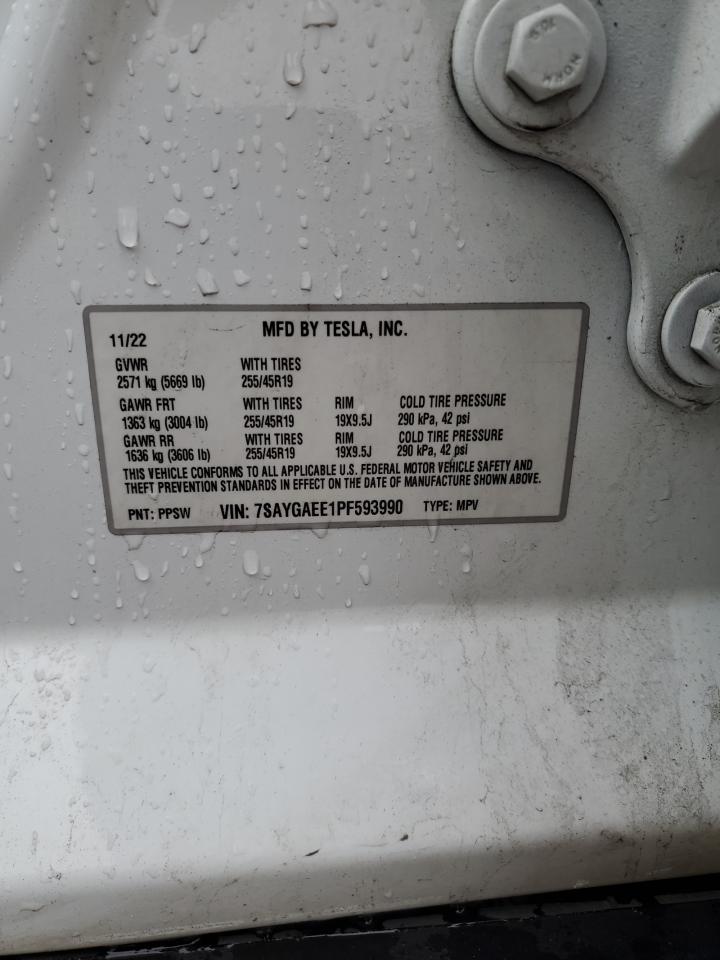 11/22 MFD BY TESLA, INC.
GVWR WITH TIRES
2571 kg (5669 lb) 255/45R19
GAWR FRT WITH TIRES RIM COLD TIRE PRESSURE
1363 kg (3004 lb) 255/45R19 19X9.5J 290 kPa, 42 psi
GAWR RR WITH TIRES RIM COLD TIRE PRESSURE
1636 kg (3606 lb) 255/45R19 19X9.5J 290 kPa, 42 psi
THIS VEHICLE CONFORMS TO ALL APPLICABLE U.S. FEDERAL MOTOR VEHICLE SAFETY AND
THEFT PREVENTION STANDARDS IN EFFECT ON THE DATE OF MANUFACTURE SHOWN ABOVE.
PNT: PPSW VIN: 7SAYGAEE1PF593990 TYPE: MPV